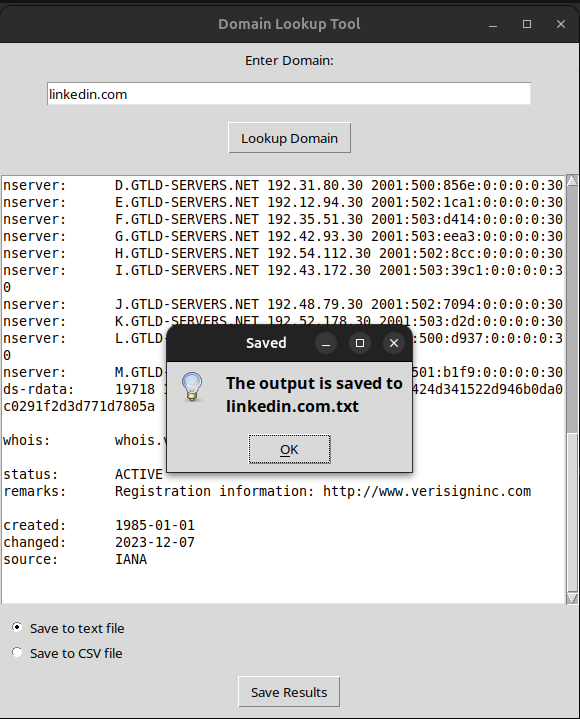 Domain Lookup Tool
Enter Domain:
linkedin.com
Lookup Domain
nserver: D.GTLD-SERVERS.NET 192.31.80.30 2001:500:856e:0:0:0:0:30
nserver: E.GTLD-SERVERS.NET 192.12.94.30 2001:502:1ca1:0:0:0:0:30
nserver: F.GTLD-SERVERS.NET 192.35.51.30 2001:503:d414:0:0:0:0:30
nserver: G.GTLD-SERVERS.NET 192.42.93.30 2001:503:eea3:0:0:0:0:30
nserver: H.GTLD-SERVERS.NET 192.54.112.30 2001:502:8cc:0:0:0:0:30
nserver: I.GTLD-SERVERS.NET 192.43.172.30 2001:503:39c1:0:0:0:0:3
0
nserver: J.GTLD-SERVERS.NET 192.48.79.30 2001:502:7094:0:0:0:0:30
nserver: K.GTLD-SERVERS.NET 192.52.178.30 2001:503:d2d:0:0:0:0:30
nserver: L.GTLD- :500:d937:0:0:0:0:3
0
nserver: M.GTLD- 501:b1f9:0:0:0:0:30
ds-rdata: 19718 424d341522d946b0da0
c0291f2d3d771d7805a
whois: whois.
status: ACTIVE
remarks: Registration information: http://www.verisigninc.com
created: 1985-01-01
changed: 2023-12-07
source: IANA
Saved
The output is saved to
linkedin.com.txt
OK
Save to text file
Save to CSV file
Save Results